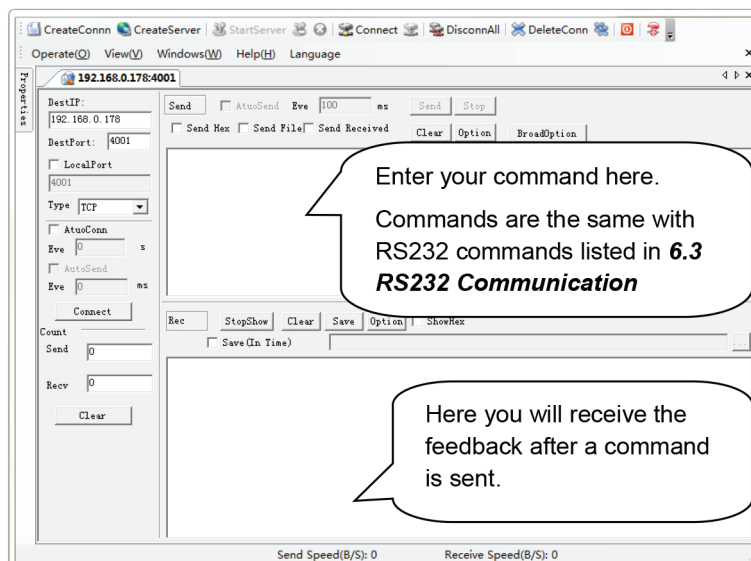 CreateConnn CreateServer StartServer Connect DisconnAll DeleteConn
Operate(O) View(V) Windows(W) Help(H) Language
Properties
192.168.0.178:4001
DestIP:
192.168.0.178
DestPort: 4001
LocalPort
4001
Type TCP
AtuoConn
Eve 0 s
AutoSend
Eve 0 ms
Connect
Count
Send 0
Recv 0
Clear
Send AtuoSend Eve 100 ms Send Stop
Send Hex Send File Send Received Clear Option BroadOption
Enter your command here.
Commands are the same with
RS232 commands listed in 6.3
RS232 Communication
Rec StopShow Clear Save Option ShowHex
Save(In Time) ...
Here you will receive the
feedback after a command
is sent.
Send Speed(B/S): 0 Receive Speed(B/S): 0